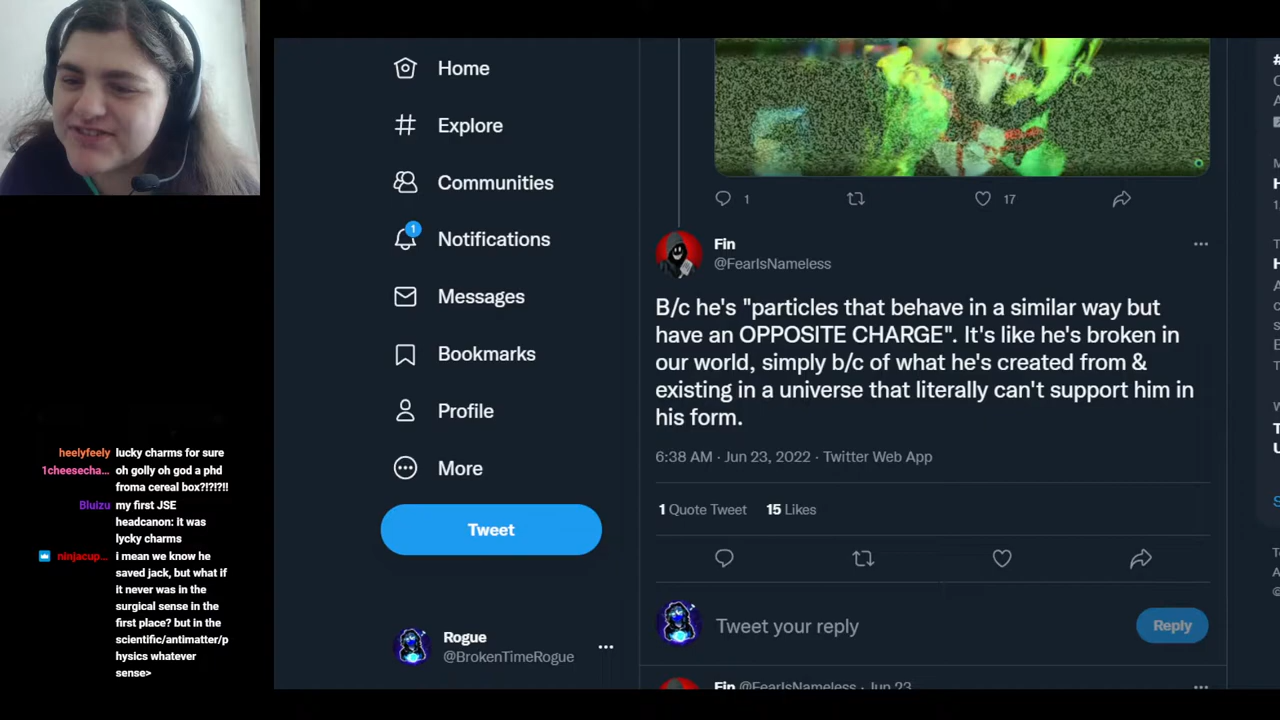 Home
Explore
Communities
1
Notifications
Messages
Bookmarks
Profile
More
Tweet
Rogue
@BrokenTimeRogue
1
17
Fin
@FearIsNameless
B/c he's "particles that behave in a similar way but
have an OPPOSITE CHARGE". It's like he's broken in
our world, simply b/c of what he's created from &
existing in a universe that literally can't support him in
his form.
6:38 AM · Jun 23, 2022 · Twitter Web App
1 Quote Tweet 15 Likes
Tweet your reply
Reply
Fin @FearIsNameless · Jun 23
heelyfeely lucky charms for sure
1cheesecha... oh golly oh god a phd
froma cereal box?!?!?!!
Bluizu my first JSE
headcanon: it was
lycky charms
ninjacup... i mean we know he
saved jack, but what if
it never was in the
surgical sense in the
first place? but in the
scientific/antimatter/p
hysics whatever
sense>